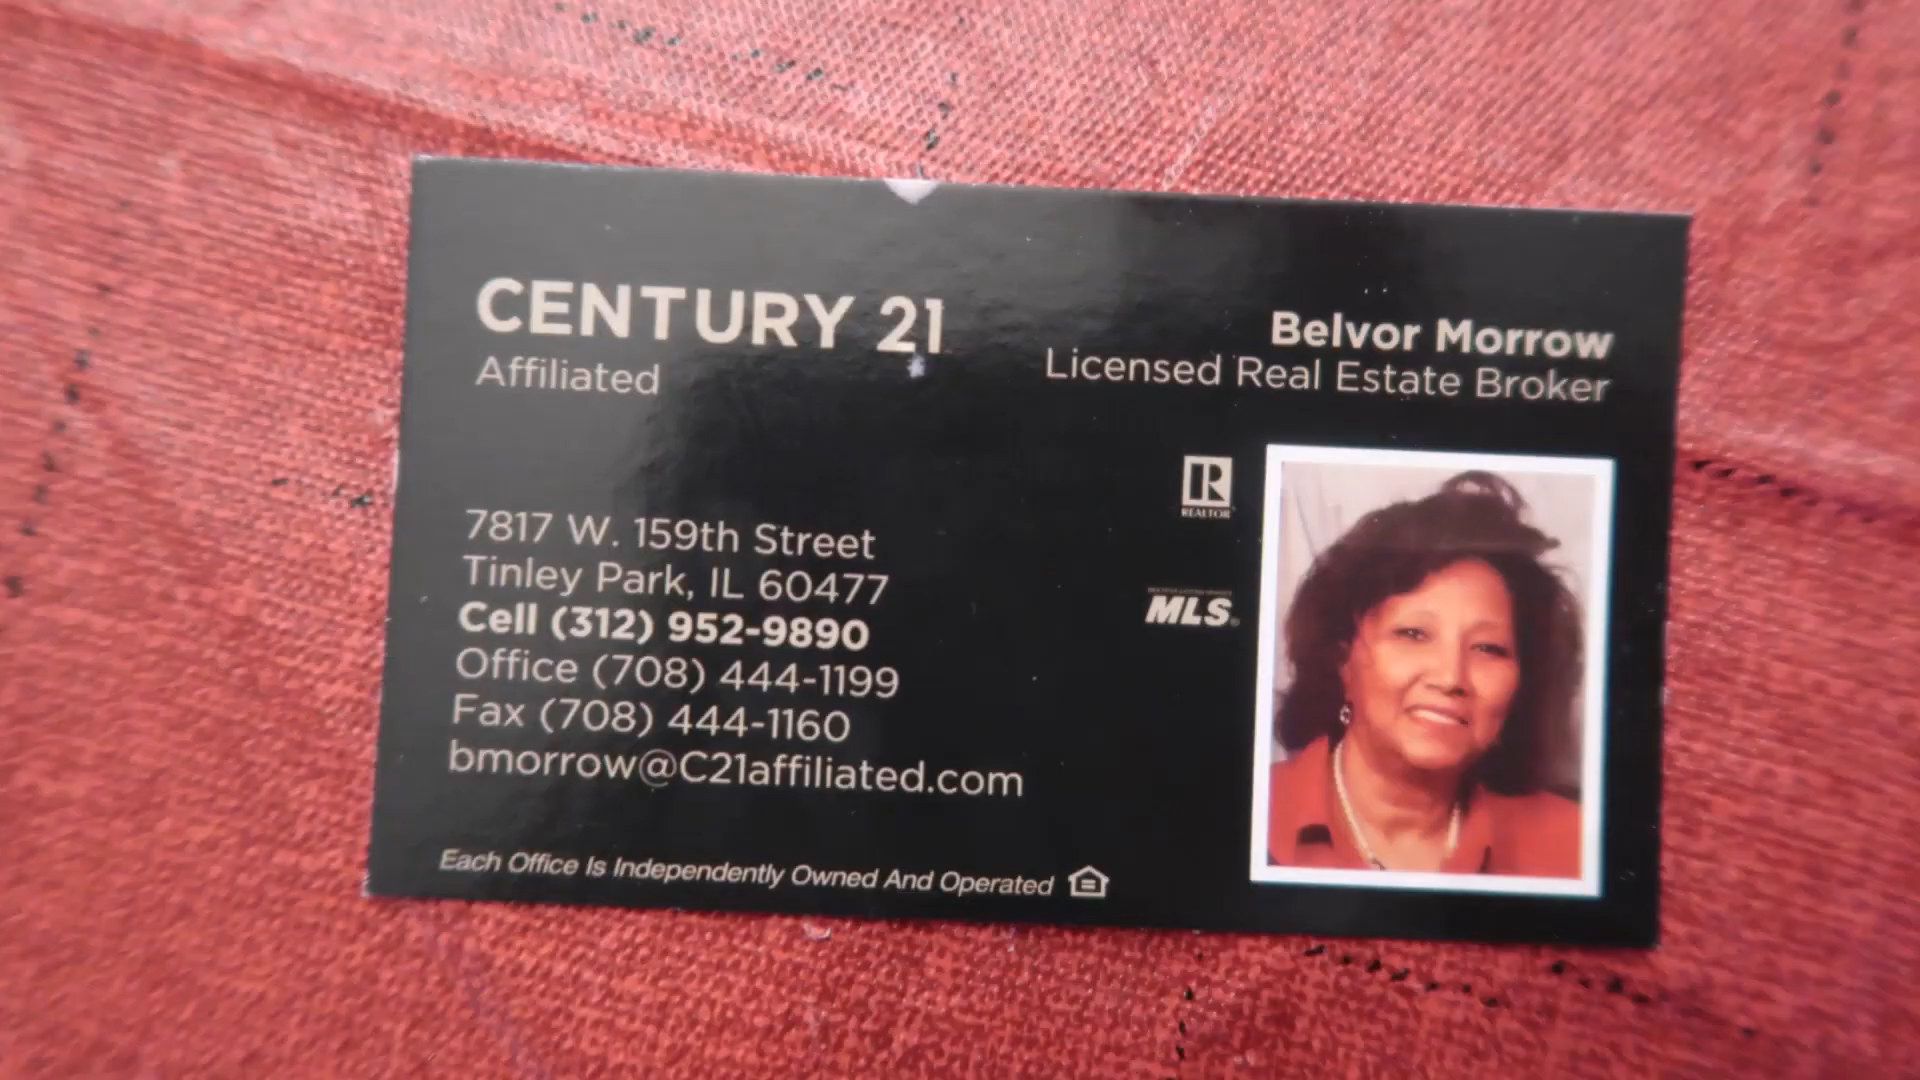 CENTURY 21
Affiliated
Belvor Morrow
Licensed Real Estate Broker
REALTOR
MLS®
7817 W. 159th Street
Tinley Park, IL 60477
Cell (312) 952-9890
Office (708) 444-1199
Fax (708) 444-1160
bmorrow@C21affiliated.com
Each Office Is Independently Owned And Operated